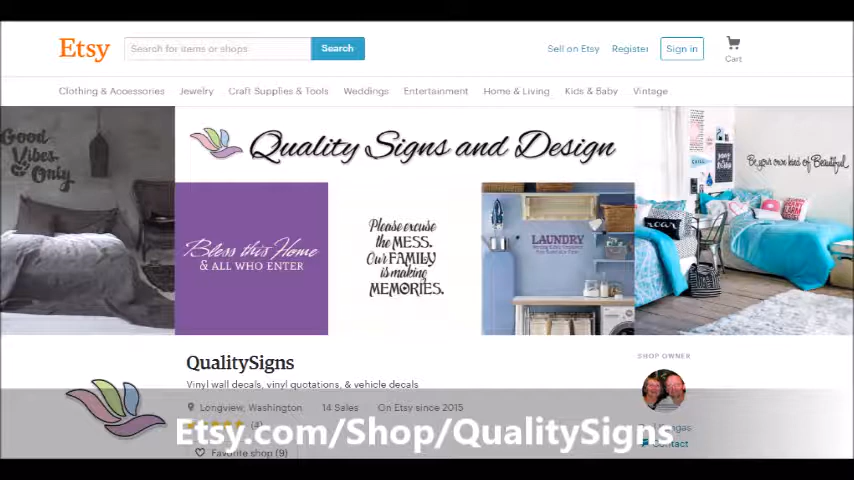 Etsy
Search for items or shops
Search
Sell on Etsy
Register
Sign in
Cart
Clothing & Accessories
Jewelry
Craft Supplies & Tools
Weddings
Entertainment
Home & Living
Kids & Baby
Vintage
Good
Vibes
Only
Quality Signs and Design
Be your own kind of Beautiful
Bless this Home
& ALL WHO ENTER
Please excuse
the MESS.
Our FAMILY
is making
MEMORIES.
LAUNDRY
roar
QualitySigns
Vinyl wall decals, vinyl quotations, & vehicle decals
Longview, Washington
14 Sales
On Etsy since 2015
(4)
Favorite shop (9)
SHOP OWNER
Contact
Etsy.com/Shop/QualitySigns